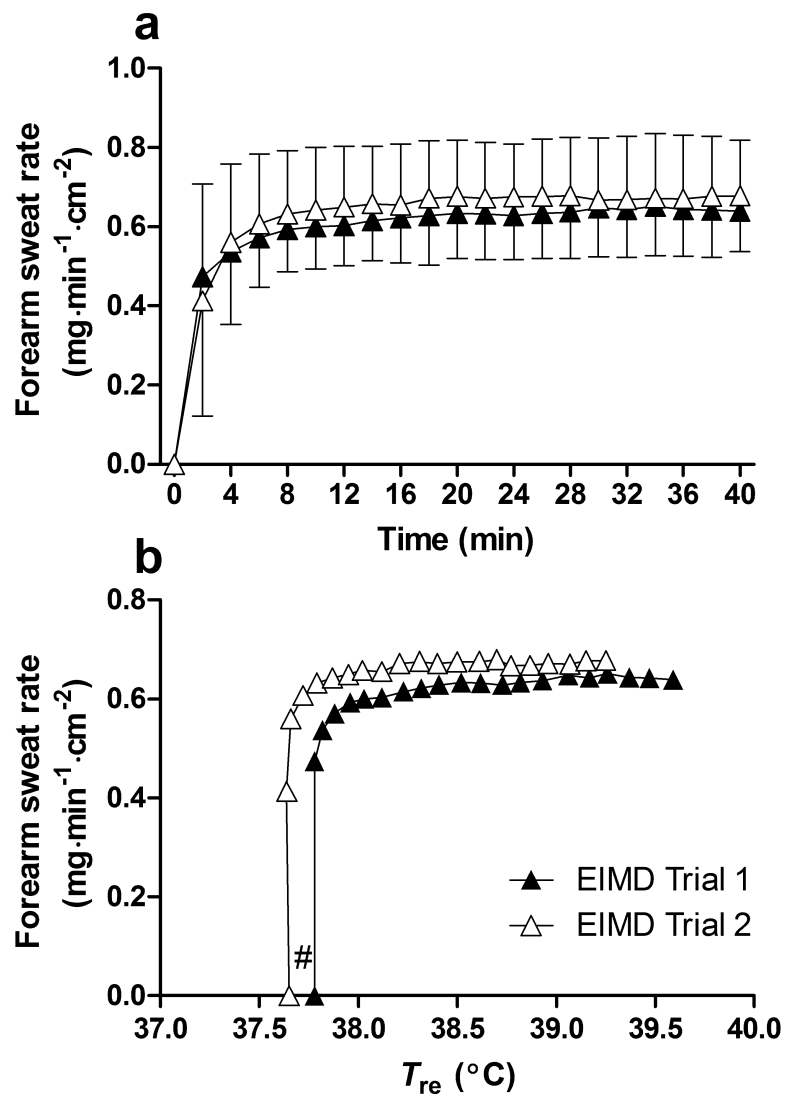 a
Forearm sweat rate
(mg·min⁻¹·cm⁻²)
1.0
0.8
0.6
0.4
0.2
0.0
0 4 8 12 16 20 24 28 32 36 40
Time (min)
b
Forearm sweat rate
(mg·min⁻¹·cm⁻²)
0.8
0.6
0.4
0.2
0.0
EIMD Trial 1
EIMD Trial 2
#
37.0 37.5 38.0 38.5 39.0 39.5 40.0
Tre (°C)